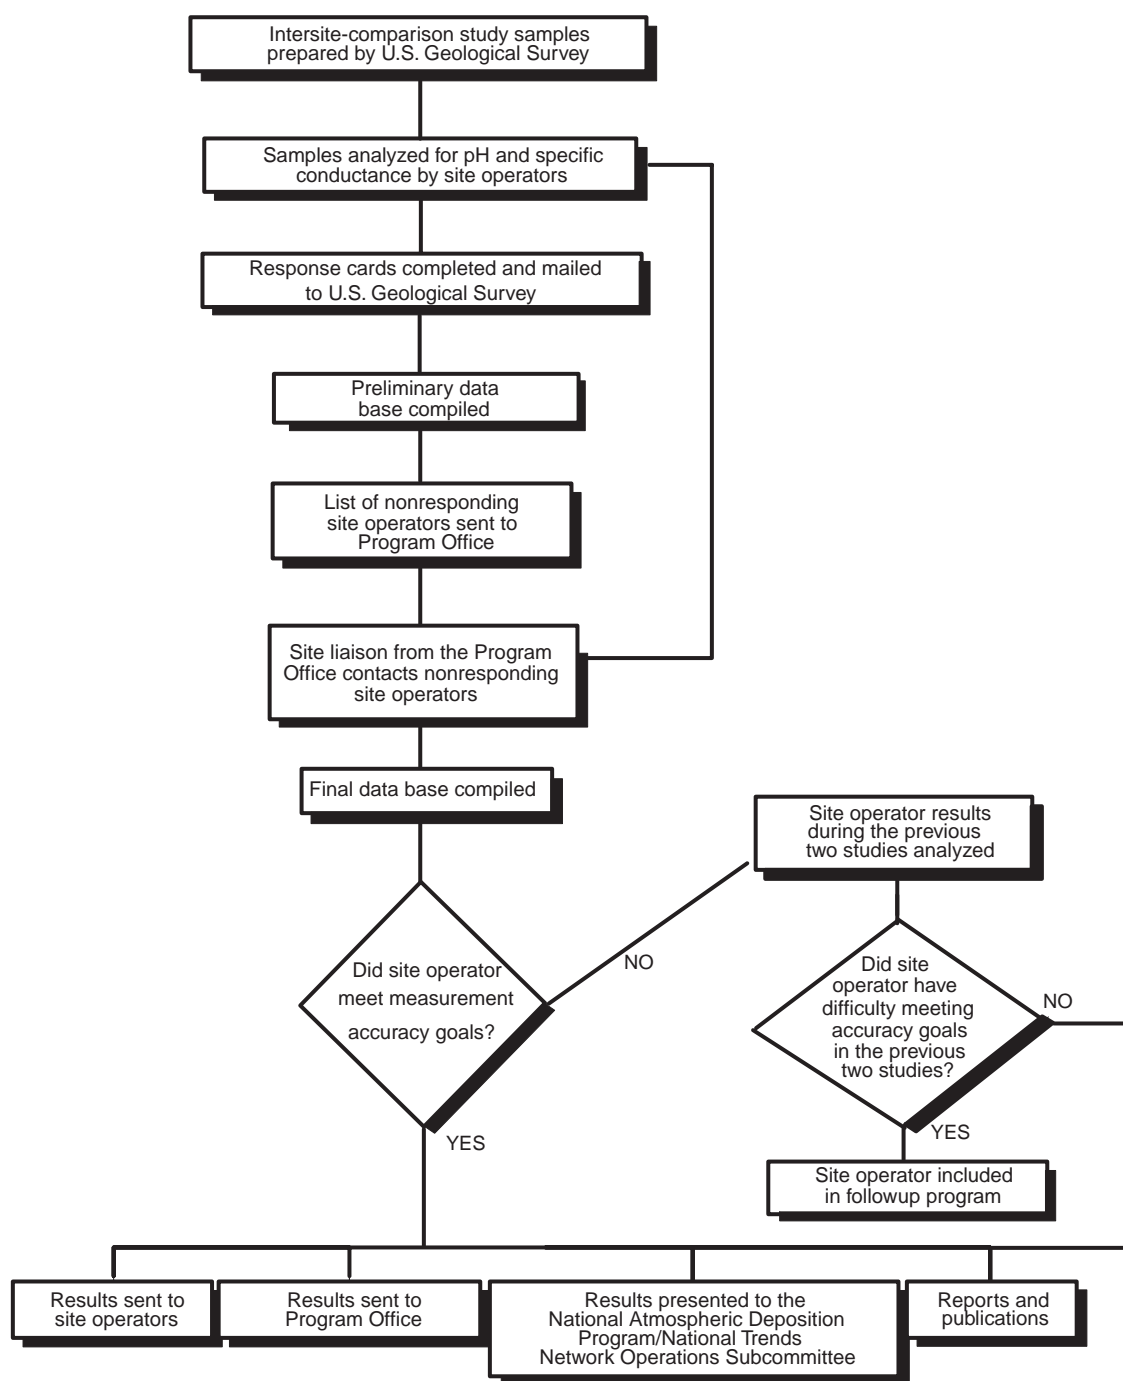 Intersite-comparison study samples
prepared by U.S. Geological Survey
Samples analyzed for pH and specific
conductance by site operators
Response cards completed and mailed
to U.S. Geological Survey
Preliminary data
base compiled
List of nonresponding
site operators sent to
Program Office
Site liaison from the Program
Office contacts nonresponding
site operators
Final data base compiled
Did site operator
meet measurement
accuracy goals?
NO
YES
Site operator results
during the previous
two studies analyzed
Did site
operator have
difficulty meeting
accuracy goals
in the previous
two studies?
NO
YES
Site operator included
in followup program
Results sent to
site operators
Results sent to
Program Office
Results presented to the
National Atmospheric Deposition
Program/National Trends
Network Operations Subcommittee
Reports and
publications